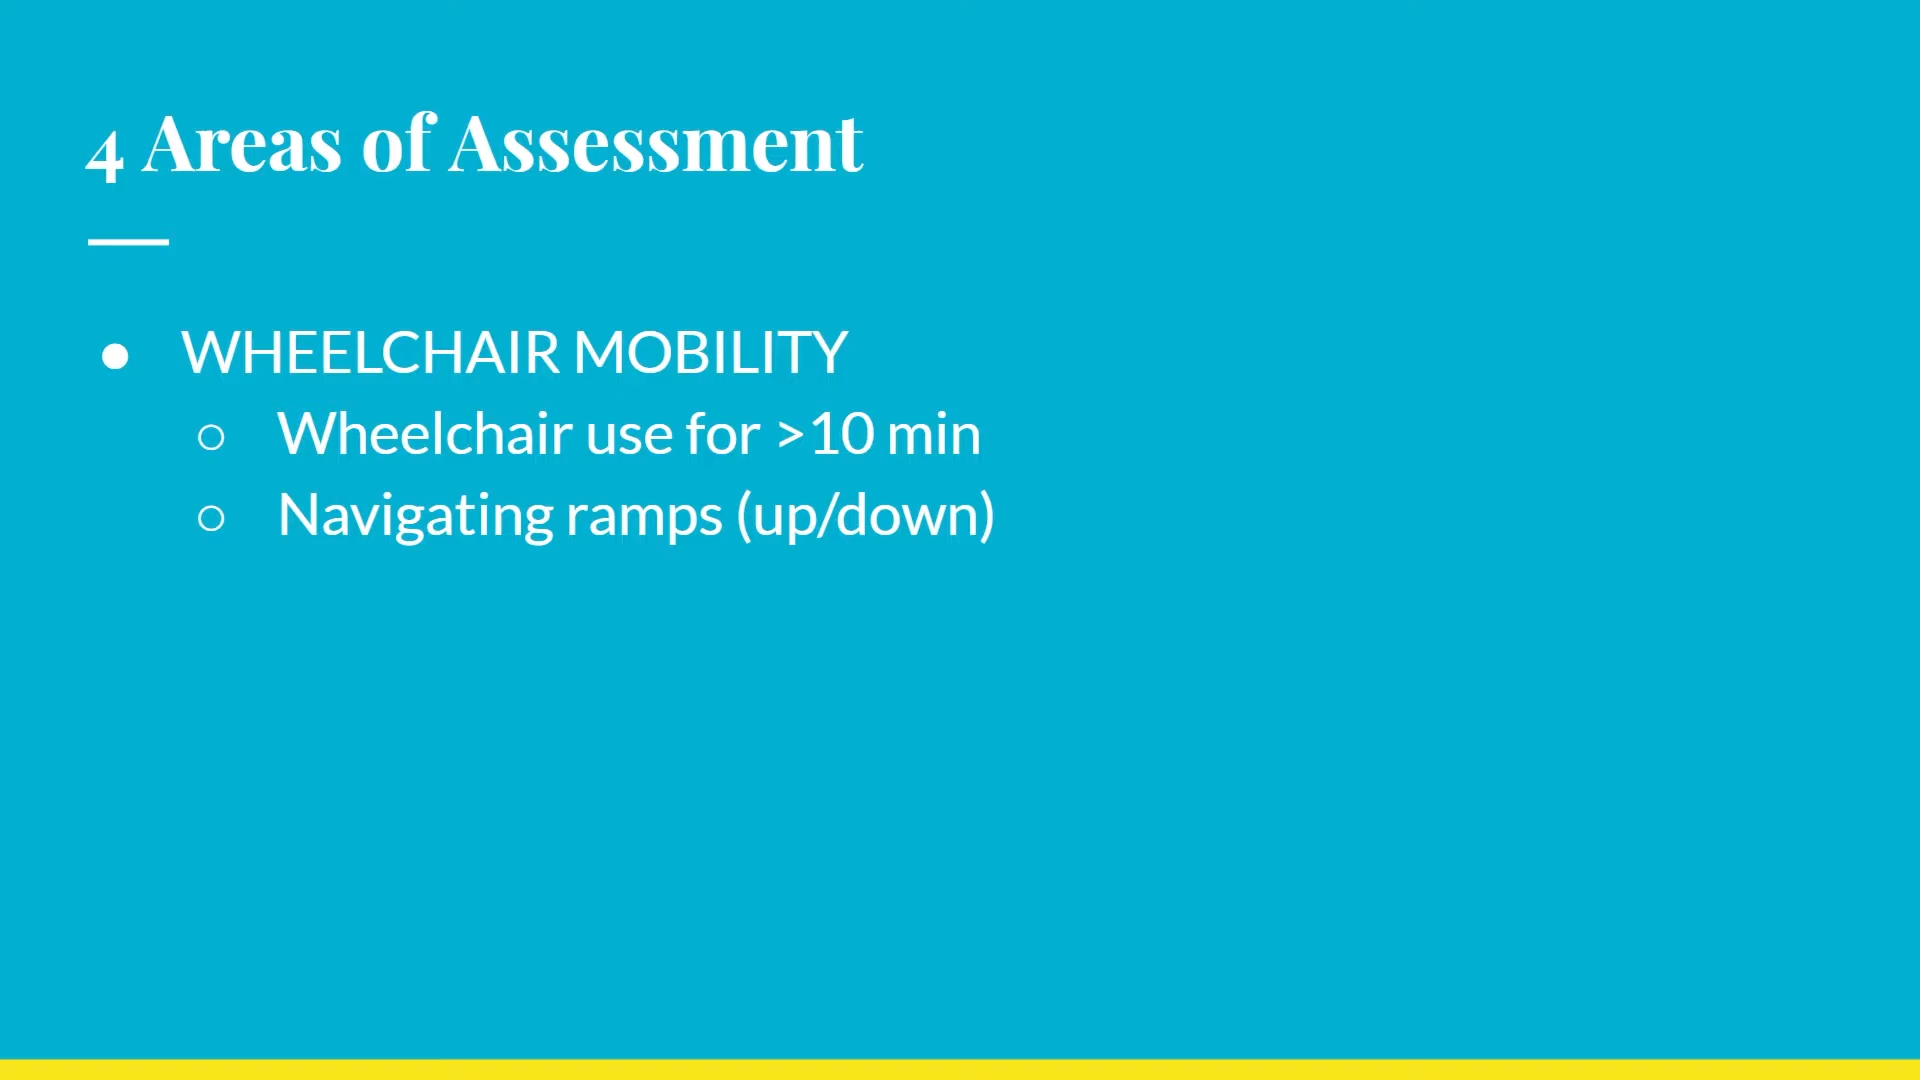 4 Areas of Assessment
● WHEELCHAIR MOBILITY
○ Wheelchair use for >10 min
○ Navigating ramps (up/down)